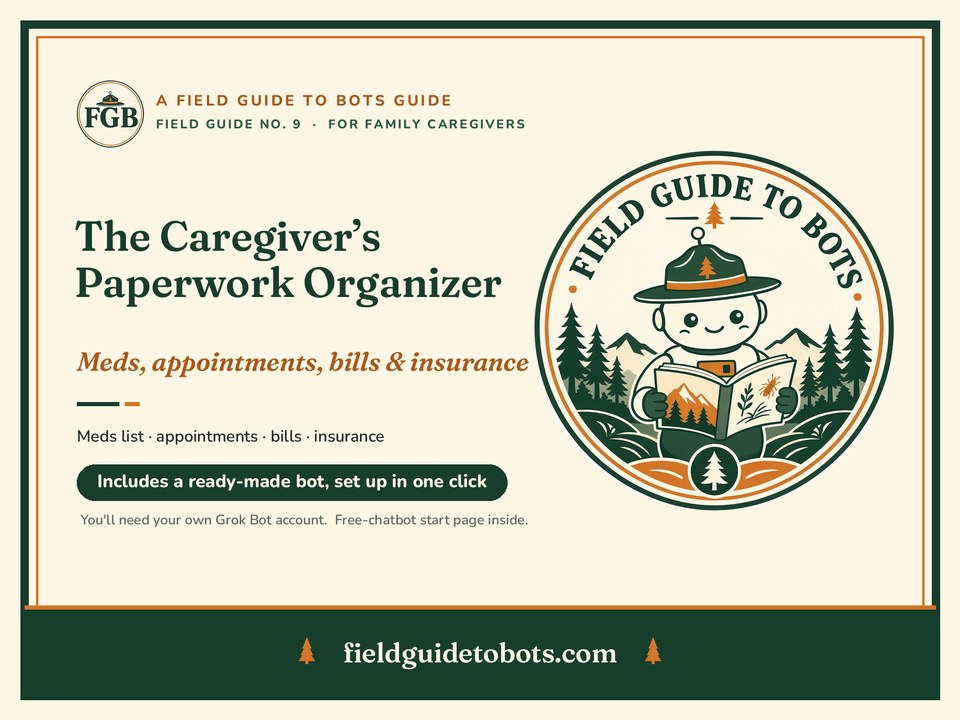 FGB
A FIELD GUIDE TO BOTS GUIDE
FIELD GUIDE NO. 9 · FOR FAMILY CAREGIVERS
The Caregiver’s
Paperwork Organizer
Meds, appointments, bills & insurance
Meds list · appointments · bills · insurance
Includes a ready-made bot, set up in one click
You'll need your own Grok Bot account. Free-chatbot start page inside.
FIELD GUIDE TO BOTS
fieldguidetobots.com